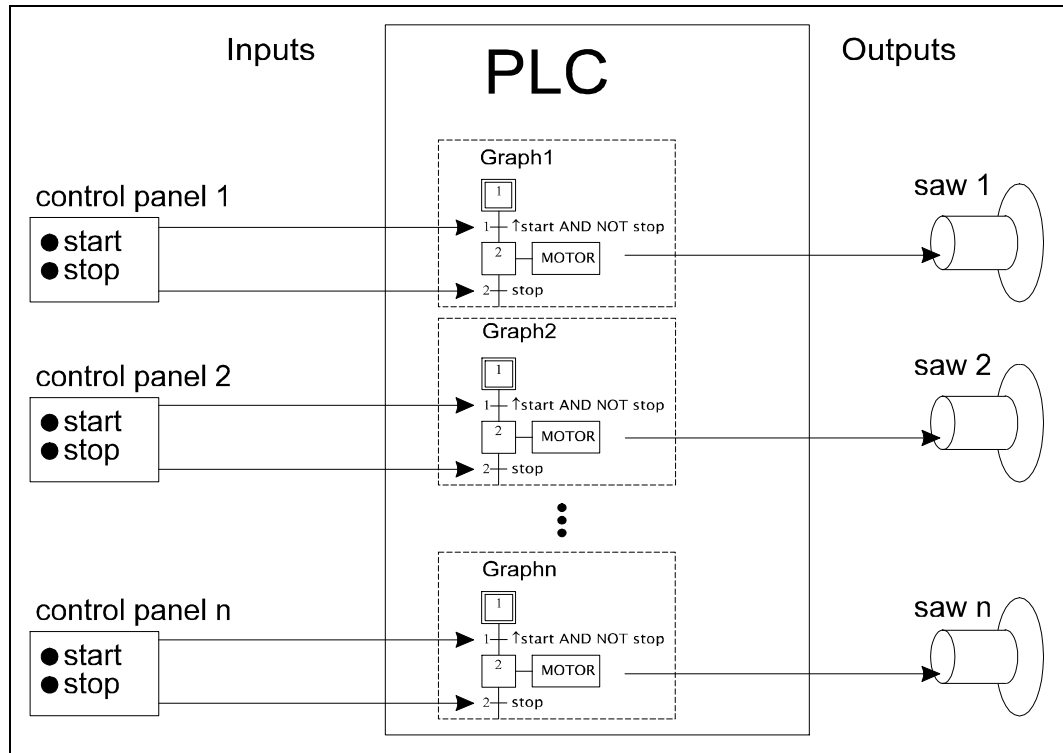 Inputs
PLC
Outputs
control panel 1
start
stop
Graph1
1
1 ↑start AND NOT stop
2 MOTOR
2 stop
saw 1
control panel 2
start
stop
Graph2
1
1 ↑start AND NOT stop
2 MOTOR
2 stop
saw 2
control panel n
start
stop
Graphn
1
1 ↑start AND NOT stop
2 MOTOR
2 stop
saw n